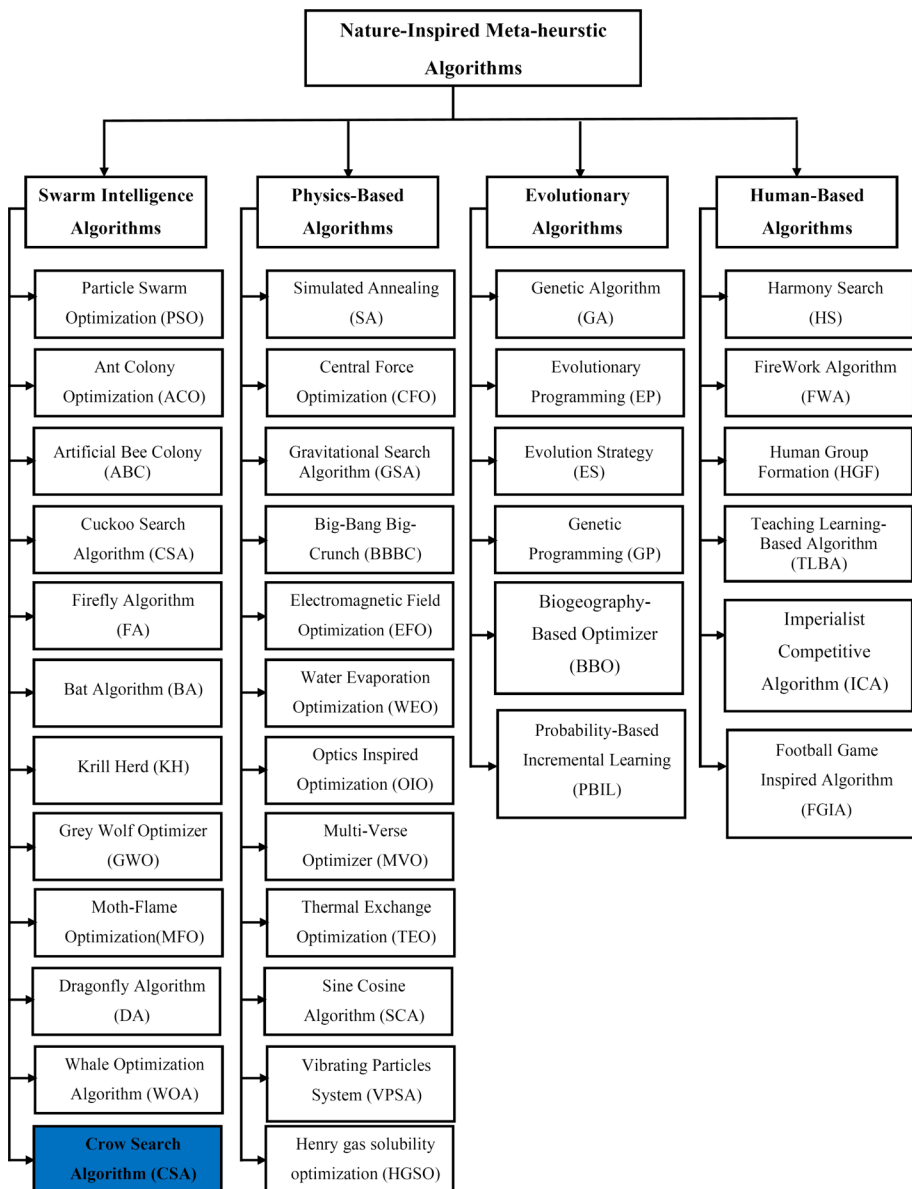 Nature-Inspired Meta-heurstic
Algorithms
Swarm Intelligence
Algorithms
Particle Swarm
Optimization (PSO)
Ant Colony
Optimization (ACO)
Artificial Bee Colony
(ABC)
Cuckoo Search
Algorithm (CSA)
Firefly Algorithm
(FA)
Bat Algorithm (BA)
Krill Herd (KH)
Grey Wolf Optimizer
(GWO)
Moth-Flame
Optimization(MFO)
Dragonfly Algorithm
(DA)
Whale Optimization
Algorithm (WOA)
Crow Search
Algorithm (CSA)
Physics-Based
Algorithms
Simulated Annealing
(SA)
Central Force
Optimization (CFO)
Gravitational Search
Algorithm (GSA)
Big-Bang Big-
Crunch (BBBC)
Electromagnetic Field
Optimization (EFO)
Water Evaporation
Optimization (WEO)
Optics Inspired
Optimization (OIO)
Multi-Verse
Optimizer (MVO)
Thermal Exchange
Optimization (TEO)
Sine Cosine
Algorithm (SCA)
Vibrating Particles
System (VPSA)
Henry gas solubility
optimization (HGSO)
Evolutionary
Algorithms
Genetic Algorithm
(GA)
Evolutionary
Programming (EP)
Evolution Strategy
(ES)
Genetic
Programming (GP)
Biogeography-
Based Optimizer
(BBO)
Probability-Based
Incremental Learning
(PBIL)
Human-Based
Algorithms
Harmony Search
(HS)
FireWork Algorithm
(FWA)
Human Group
Formation (HGF)
Teaching Learning-
Based Algorithm
(TLBA)
Imperialist
Competitive
Algorithm (ICA)
Football Game
Inspired Algorithm
(FGIA)